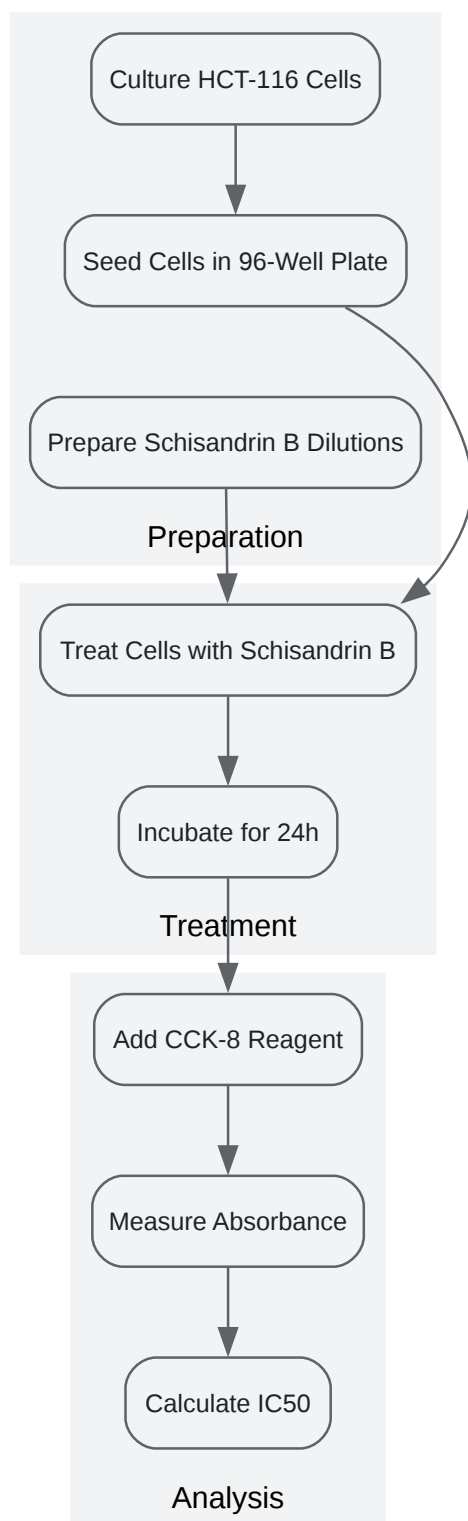 Culture HCT-116 Cells
Seed Cells in 96-Well Plate
Prepare Schisandrin B Dilutions
Preparation
Treat Cells with Schisandrin B
Incubate for 24h
Treatment
Add CCK-8 Reagent
Measure Absorbance
Calculate IC50
Analysis